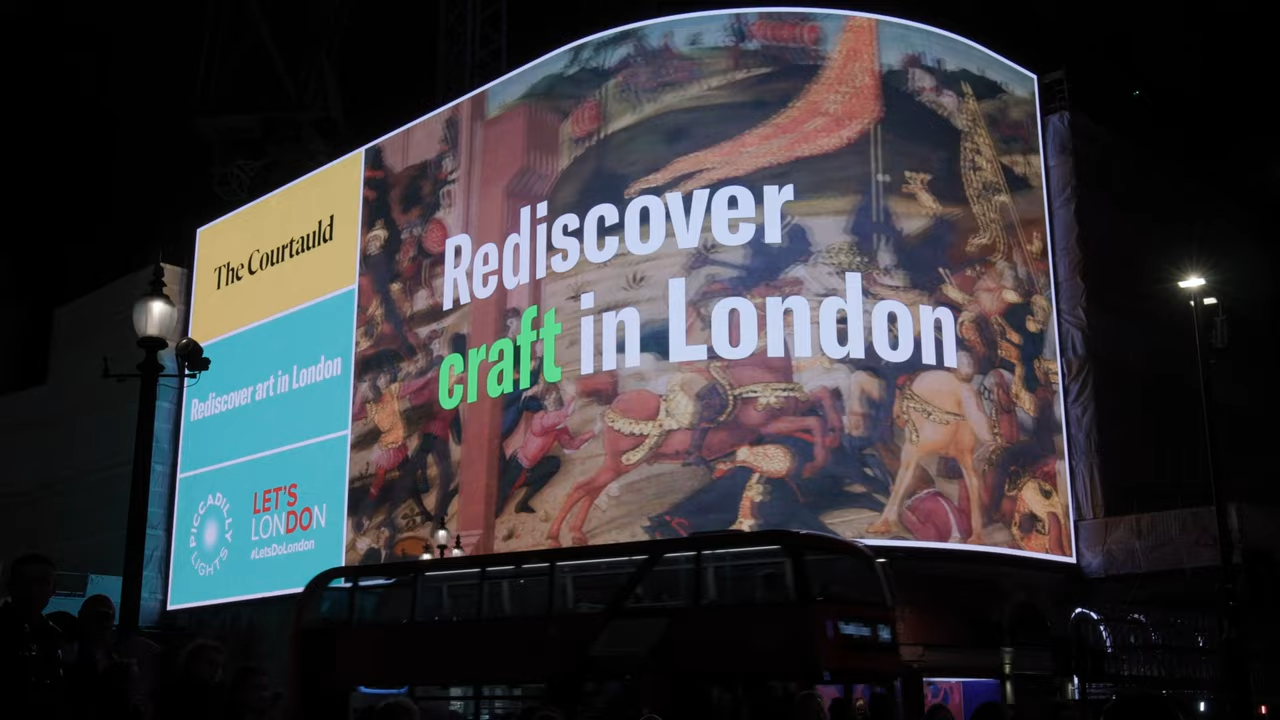 The Courtauld
Rediscover art in London
PICCADILLY LIGHTS
LET'S
LONDON
#LetsDoLondon
Rediscover
craft in London